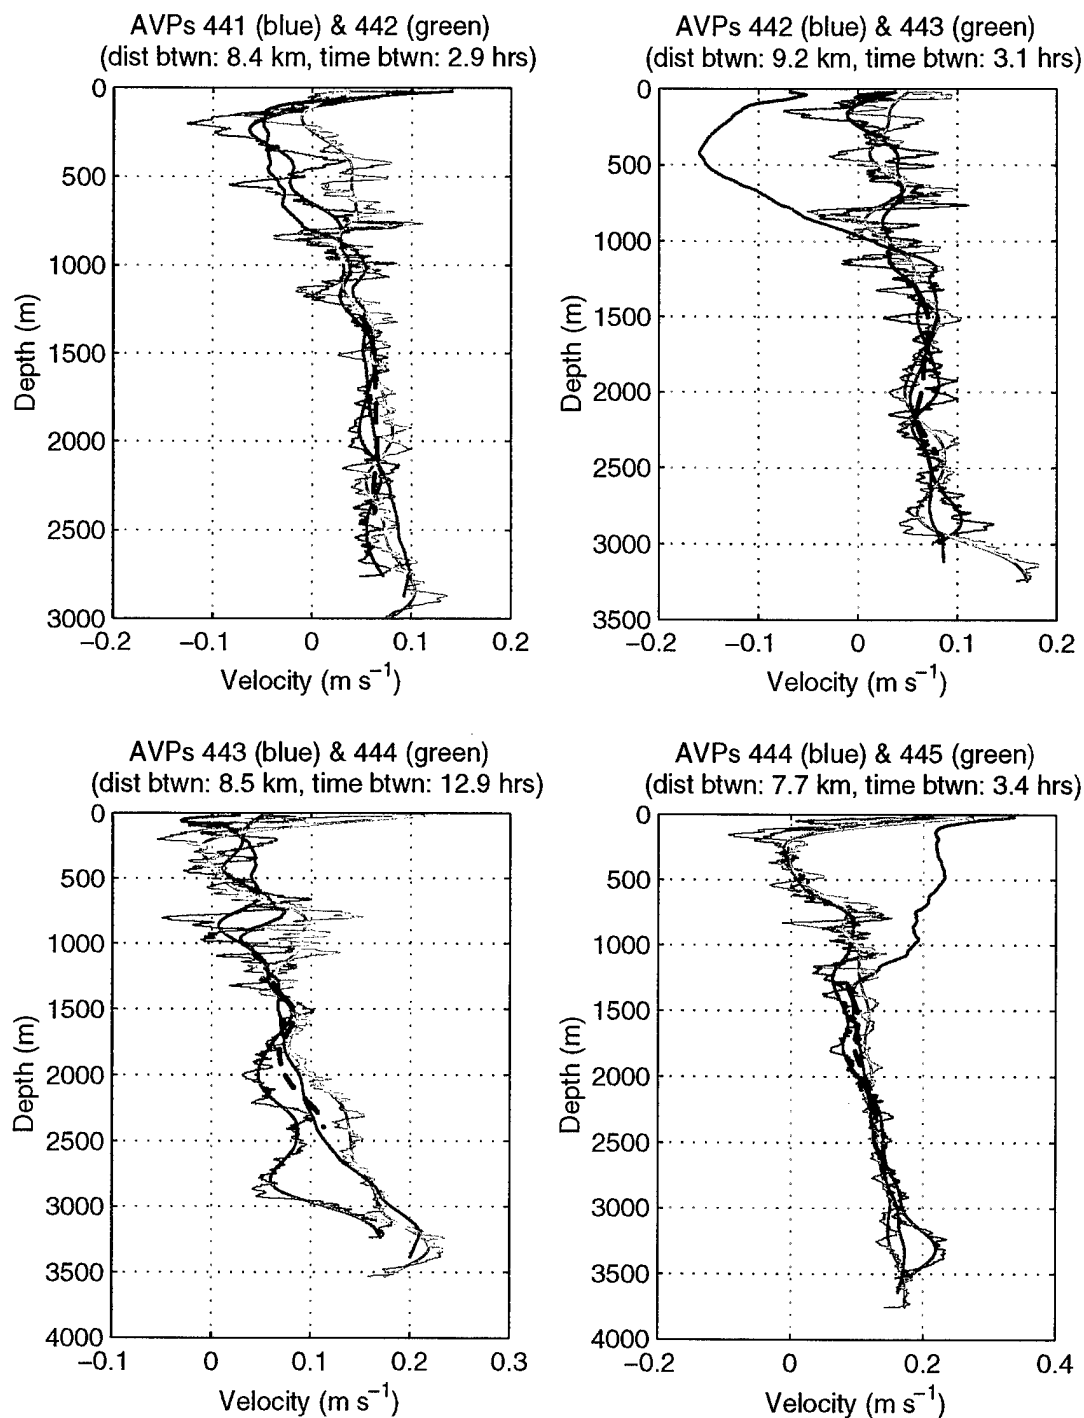 AVPs 441 (blue) & 442 (green)
(dist btwn: 8.4 km, time btwn: 2.9 hrs)
0
500
1000
1500
2000
2500
3000
Depth (m)
−0.2 −0.1 0 0.1 0.2
Velocity (m s⁻¹)
AVPs 442 (blue) & 443 (green)
(dist btwn: 9.2 km, time btwn: 3.1 hrs)
0
500
1000
1500
2000
2500
3000
3500
Depth (m)
−0.2 −0.1 0 0.1 0.2
Velocity (m s⁻¹)
AVPs 443 (blue) & 444 (green)
(dist btwn: 8.5 km, time btwn: 12.9 hrs)
0
500
1000
1500
2000
2500
3000
3500
4000
Depth (m)
−0.1 0 0.1 0.2 0.3
Velocity (m s⁻¹)
AVPs 444 (blue) & 445 (green)
(dist btwn: 7.7 km, time btwn: 3.4 hrs)
0
500
1000
1500
2000
2500
3000
3500
4000
Depth (m)
−0.2 0 0.2 0.4
Velocity (m s⁻¹)